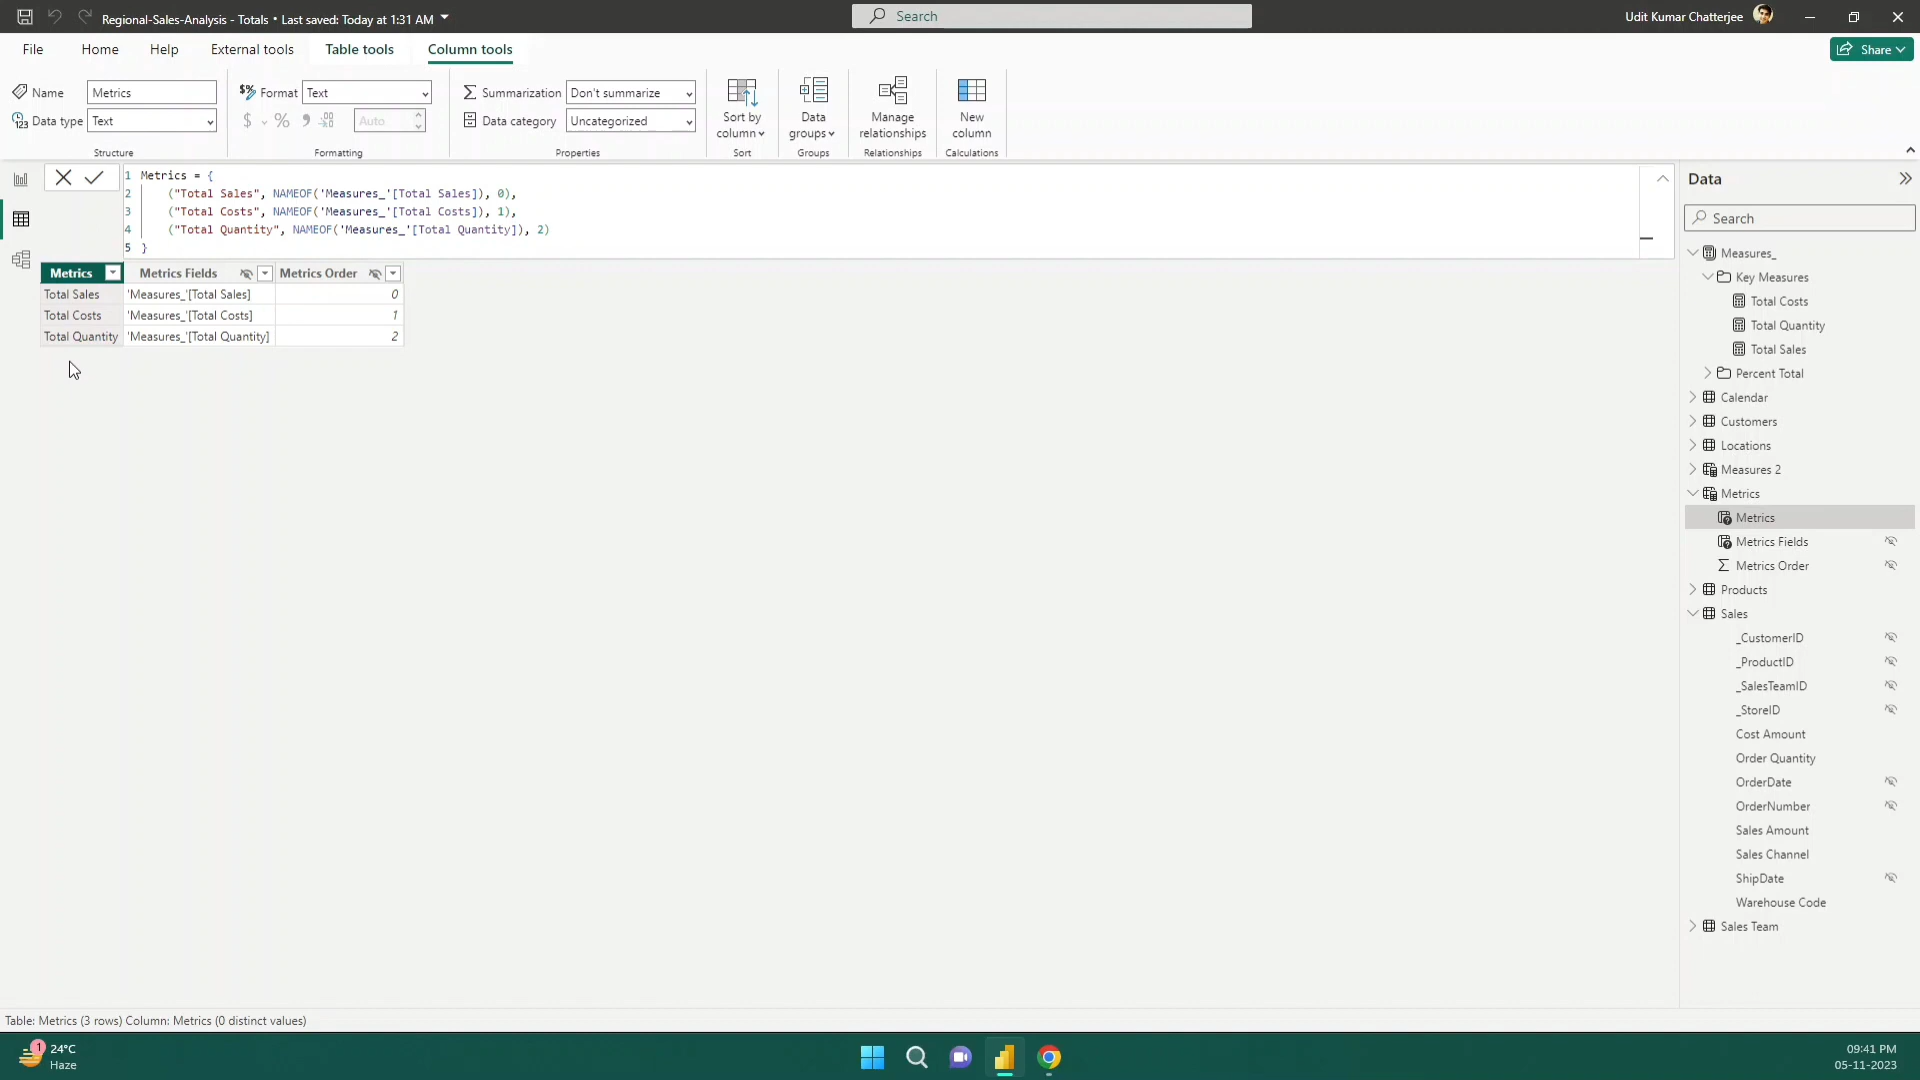 Regional-Sales-Analysis - Totals • Last saved: Today at 1:31 AM
Search
Udit Kumar Chatterjee
File Home Help External tools Table tools Column tools
Share
Name Metrics
Data type Text
Structure
Format Text
$ % 9 .00 Auto
Formatting
Summarization Don't summarize
Data category Uncategorized
Properties
Sort by column
Sort
Data groups
Groups
Manage relationships
Relationships
New column
Calculations
1 Metrics = {
2 ("Total Sales", NAMEOF('Measures_'[Total Sales]), 0),
3 ("Total Costs", NAMEOF('Measures_'[Total Costs]), 1),
4 ("Total Quantity", NAMEOF('Measures_'[Total Quantity]), 2)
5 }
Metrics Metrics Fields Metrics Order
Total Sales 'Measures_'[Total Sales] 0
Total Costs 'Measures_'[Total Costs] 1
Total Quantity 'Measures_'[Total Quantity] 2
Data
Search
Measures_
Key Measures
Total Costs
Total Quantity
Total Sales
Percent Total
Calendar
Customers
Locations
Measures 2
Metrics
Metrics
Metrics Fields
Metrics Order
Products
Sales
_CustomerID
_ProductID
_SalesTeamID
_StoreID
Cost Amount
Order Quantity
OrderDate
OrderNumber
Sales Amount
Sales Channel
ShipDate
Warehouse Code
Sales Team
Table: Metrics (3 rows) Column: Metrics (0 distinct values)
1
24°C
Haze
09:41 PM
05-11-2023